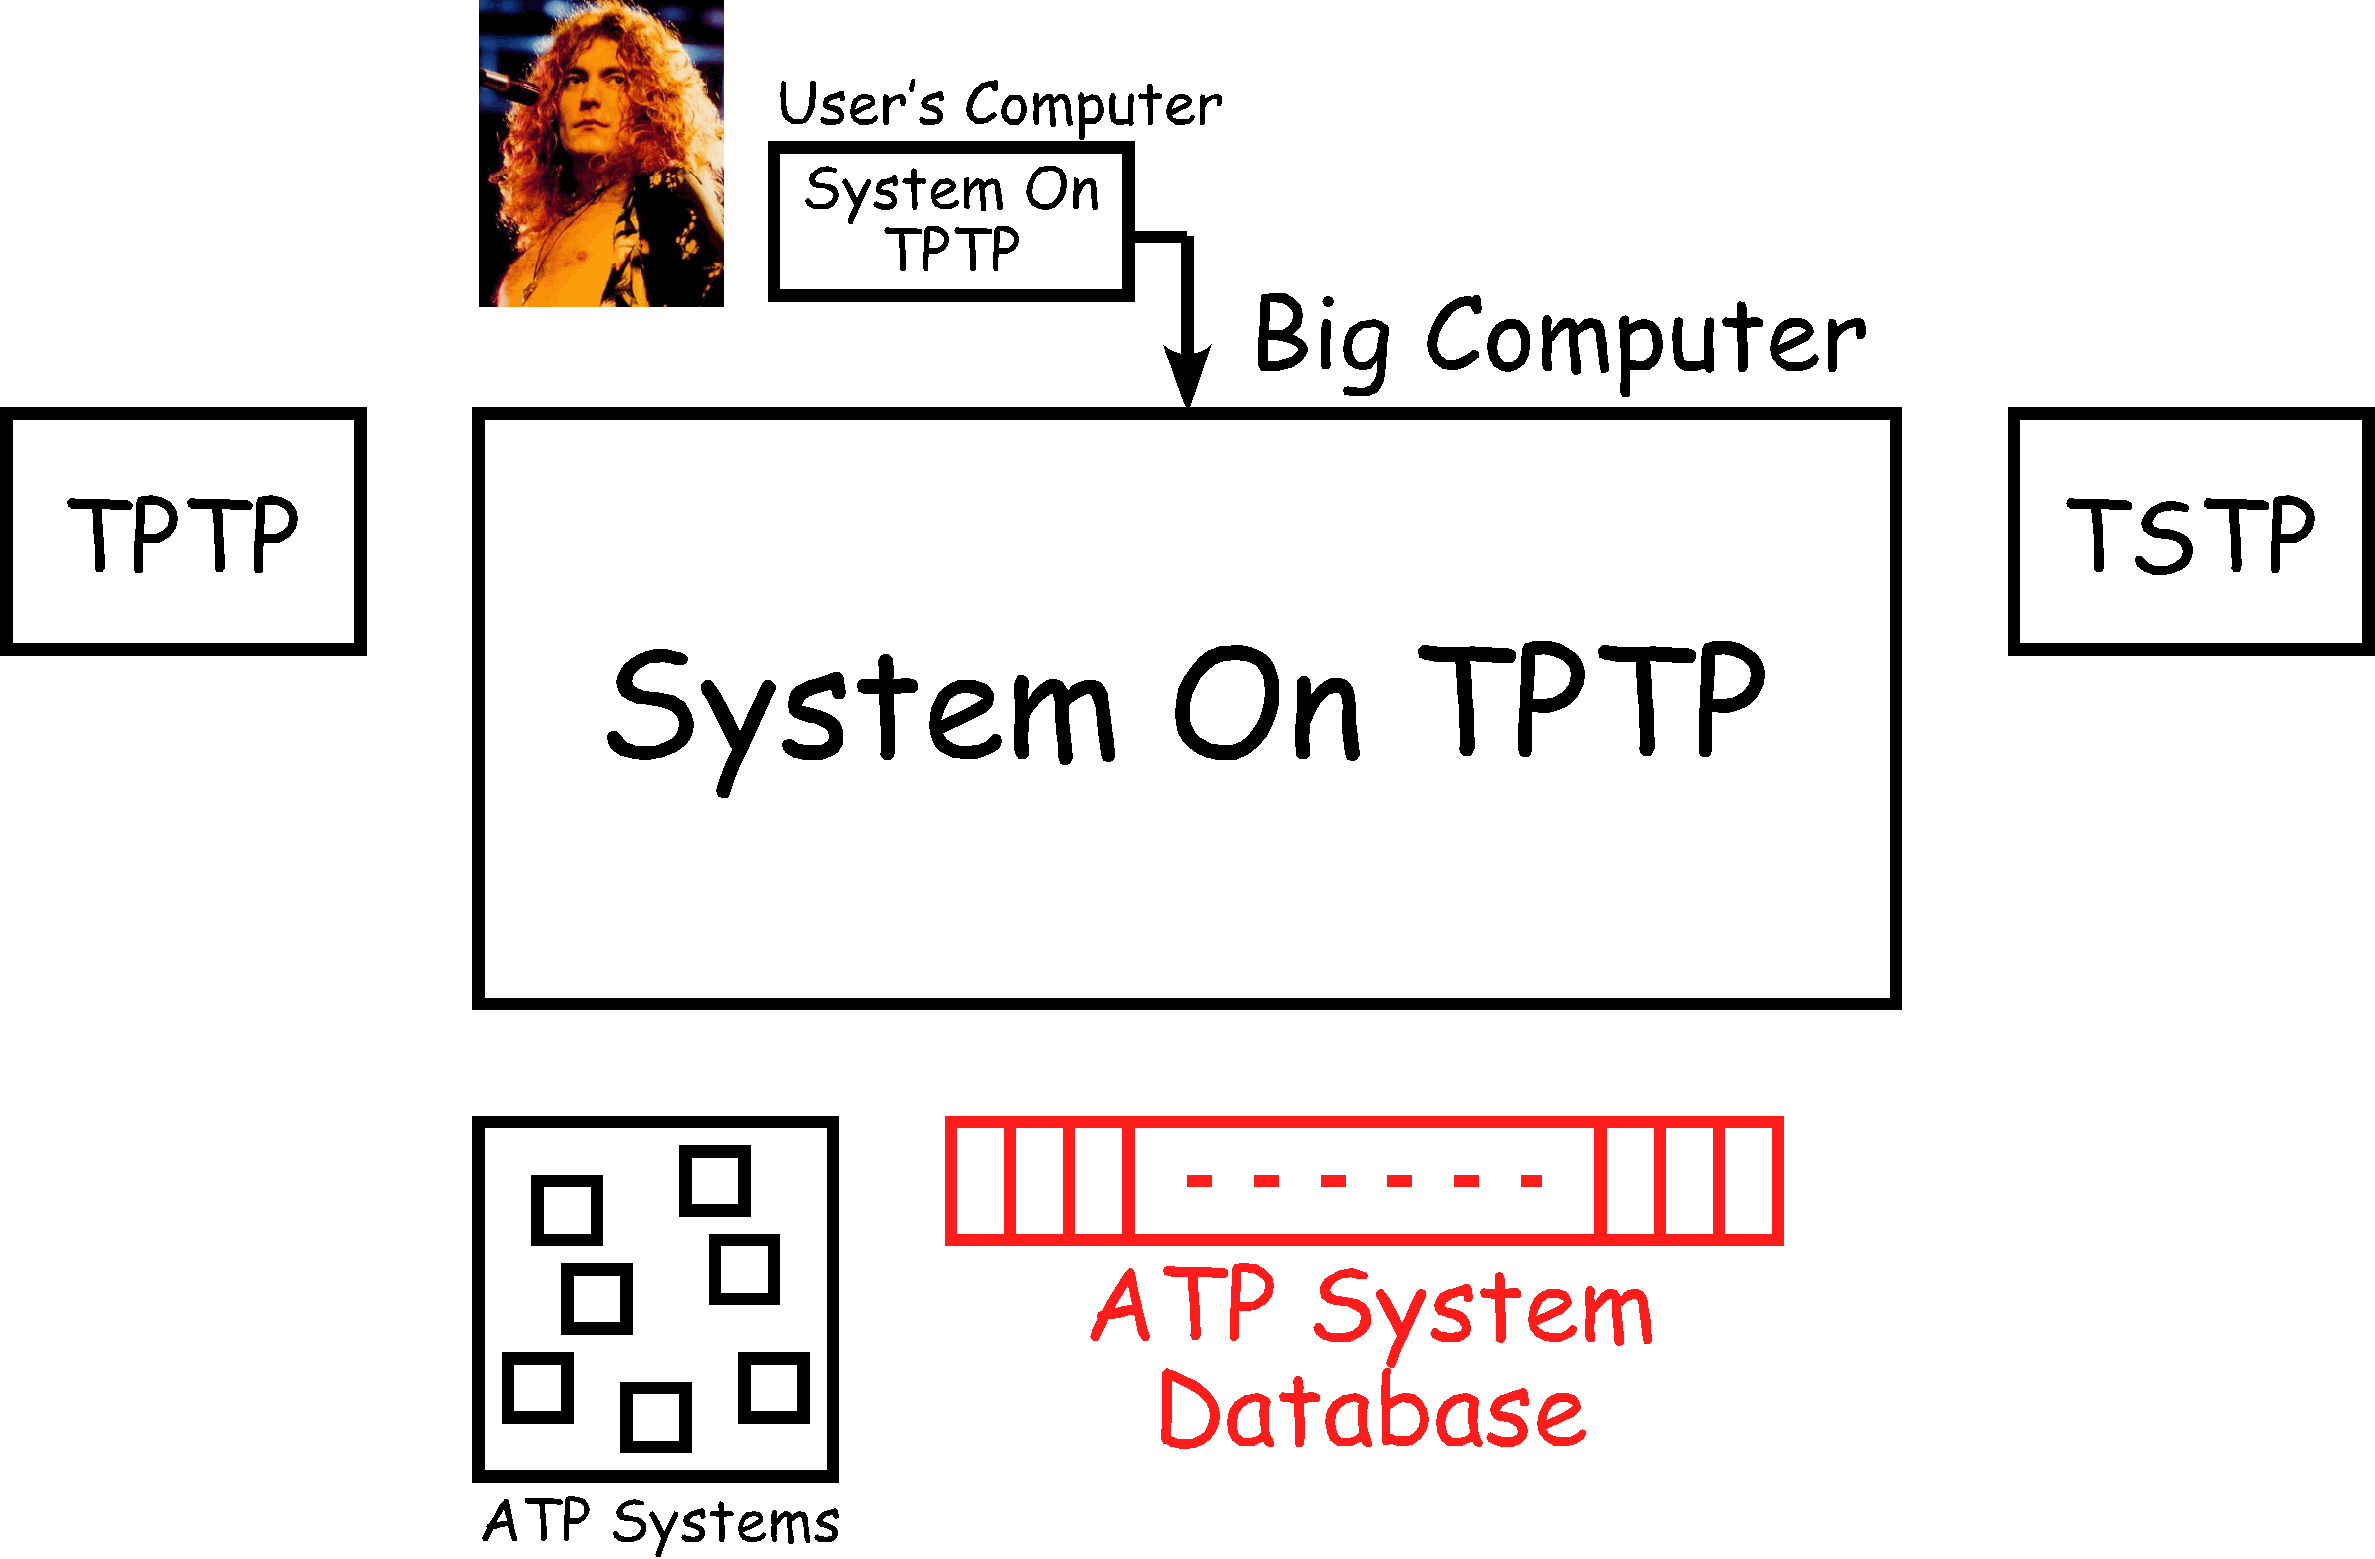 User's Computer
System On
TPTP
Big Computer
TPTP
System On TPTP
TSTP
ATP System
Database
ATP Systems